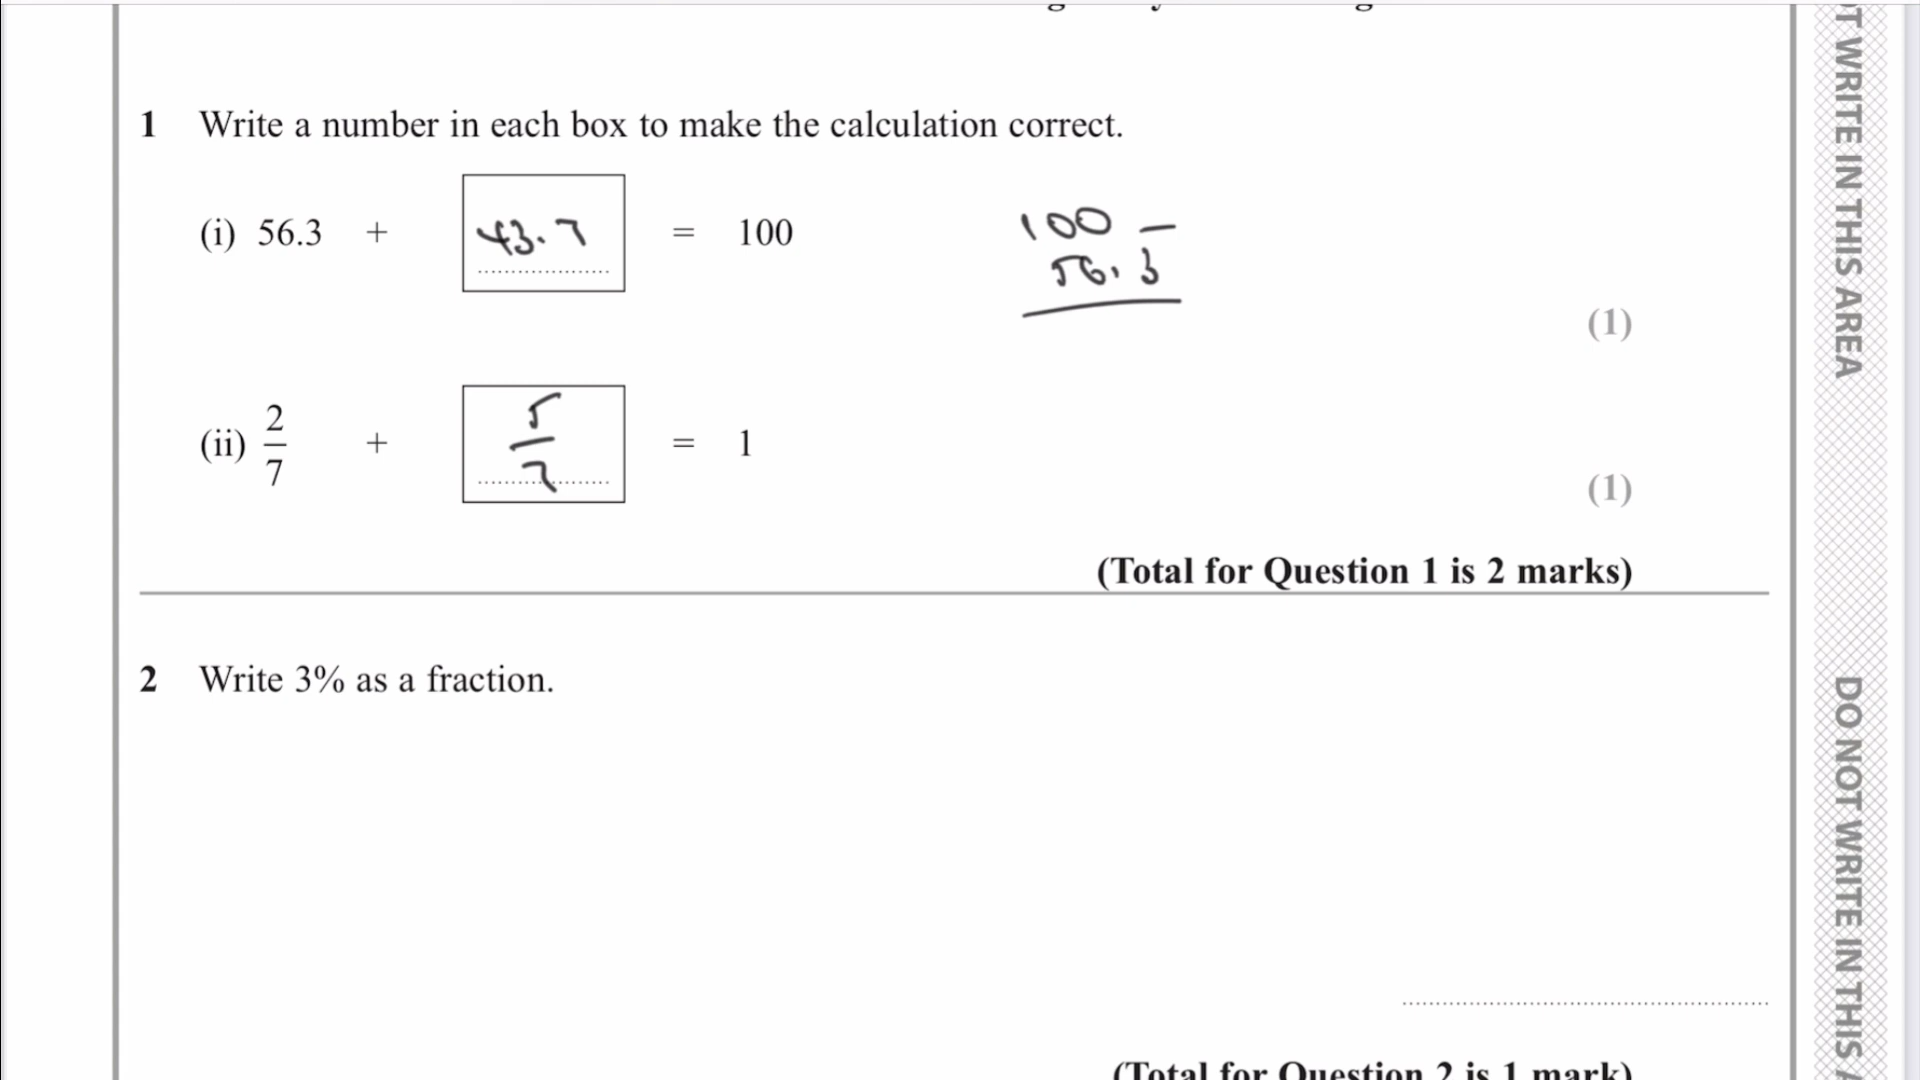 1 Write a number in each box to make the calculation correct.
(i) 56.3 + 43.7 = 100
100 –
56.3
(1)
(ii) 2/7 + 5/7 = 1
(1)
(Total for Question 1 is 2 marks)
2 Write 3% as a fraction.
(Total for Question 2 is 1 mark)
T WRITE IN THIS AREA
DO NOT WRITE IN THIS